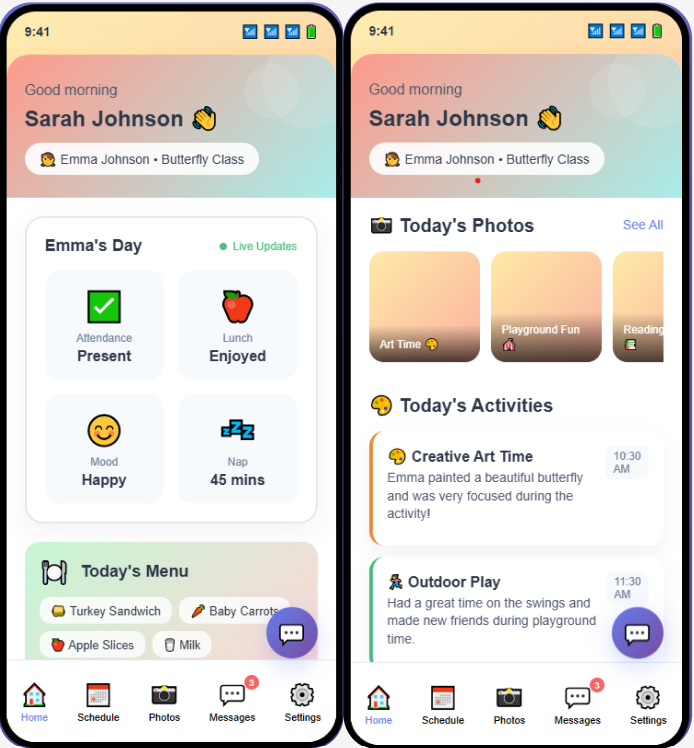 9:41
Good morning
Sarah Johnson
Emma Johnson • Butterfly Class
Emma's Day
Live Updates
Attendance
Present
Lunch
Enjoyed
Mood
Happy
Nap
45 mins
Today's Menu
Turkey Sandwich
Baby Carrots
Apple Slices
Milk
3
Home
Schedule
Photos
Messages
Settings
9:41
Good morning
Sarah Johnson
Emma Johnson • Butterfly Class
Today's Photos
See All
Art Time
Playground Fun
Reading
Today's Activities
Creative Art Time
10:30
AM
Emma painted a beautiful butterfly
and was very focused during the
activity!
Outdoor Play
11:30
AM
Had a great time on the swings and
made new friends during playground
time.
3
Home
Schedule
Photos
Messages
Settings